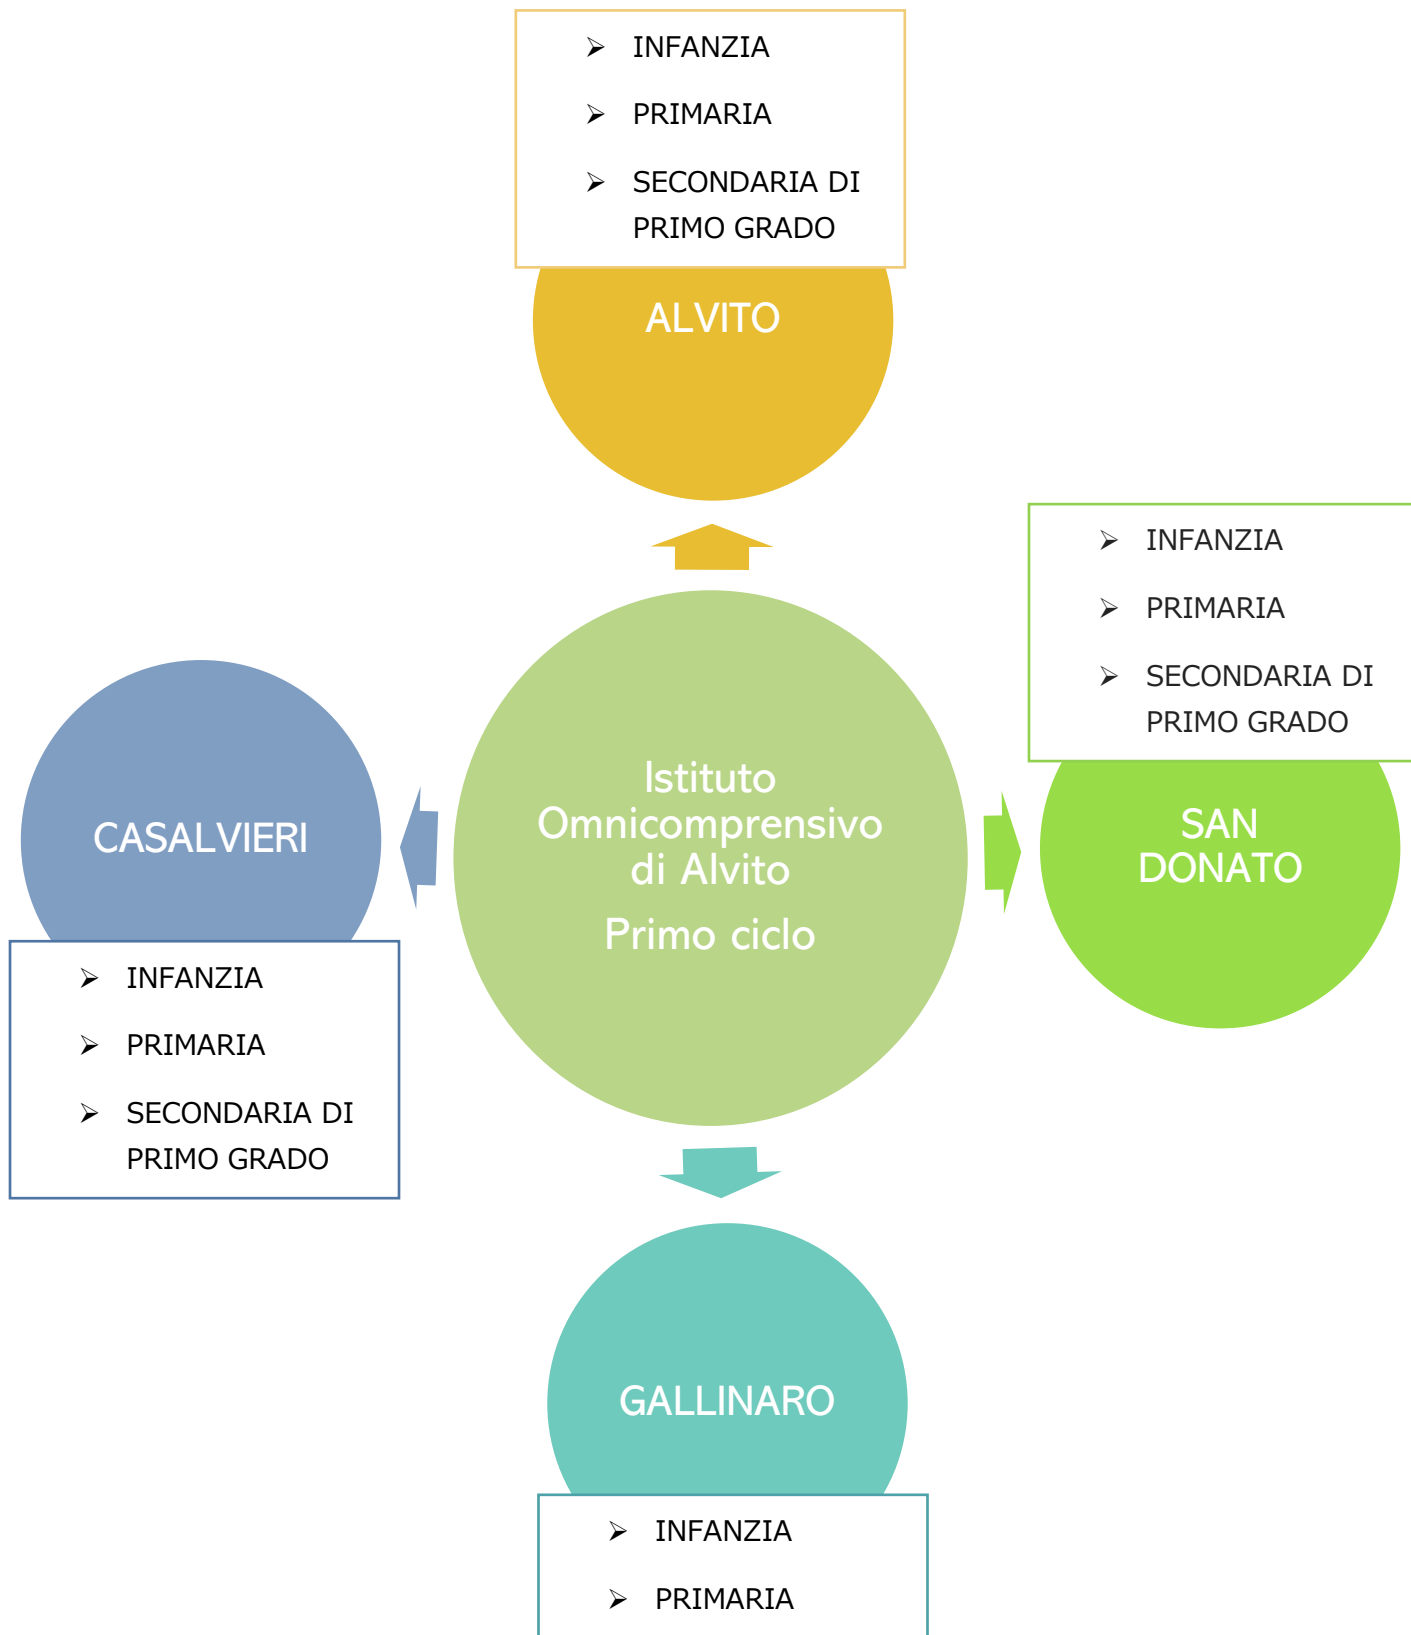 ➢ INFANZIA
➢ PRIMARIA
➢ SECONDARIA DI
PRIMO GRADO
ALVITO
➢ INFANZIA
➢ PRIMARIA
➢ SECONDARIA DI
PRIMO GRADO
SAN
DONATO
Istituto
Omnicomprensivo
di Alvito
Primo ciclo
CASALVIERI
➢ INFANZIA
➢ PRIMARIA
➢ SECONDARIA DI
PRIMO GRADO
GALLINARO
➢ INFANZIA
➢ PRIMARIA